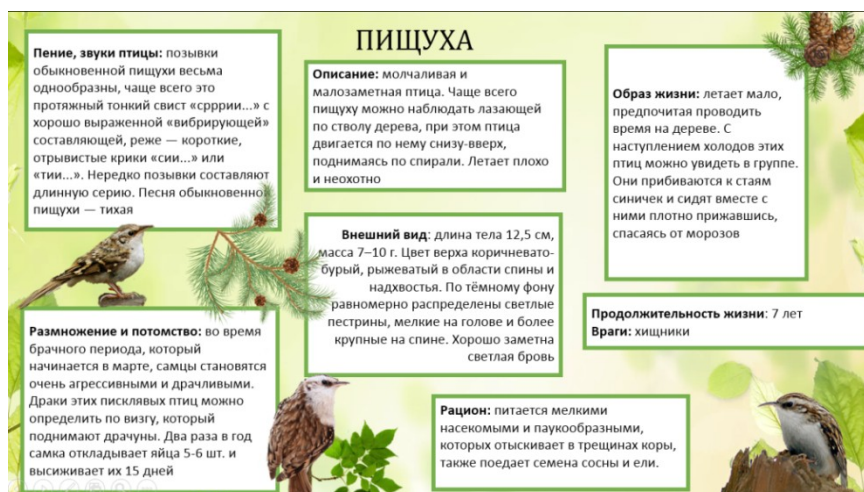 ПИЩУХА
Пение, звуки птицы: позывки
обыкновенной пищухи весьма
однообразны, чаще всего это
протяжный тонкий свист «срррии...» с
хорошо выраженной «вибрирующей»
составляющей, реже — короткие,
отрывистые крики «сии...» или
«тии...». Нередко позывки составляют
длинную серию. Песня обыкновенной
пищухи — тихая
Описание: молчаливая и
малозаметная птица. Чаще всего
пищуху можно наблюдать лазающей
по стволу дерева, при этом птица
двигается по нему снизу-вверх,
поднимаясь по спирали. Летает плохо
и неохотно
Образ жизни: летает мало,
предпочитая проводить
время на дереве. С
наступлением холодов этих
птиц можно увидеть в группе.
Они прибиваются к стаям
синичек и сидят вместе с
ними плотно прижавшись,
спасаясь от морозов
Внешний вид: длина тела 12,5 см,
масса 7–10 г. Цвет верха коричневато-
бурый, рыжеватый в области спины и
надхвостья. По тёмному фону
равномерно распределены светлые
пестрины, мелкие на голове и более
крупные на спине. Хорошо заметна
светлая бровь
Продолжительность жизни: 7 лет
Враги: хищники
Размножение и потомство: во время
брачного периода, который
начинается в марте, самцы становятся
очень агрессивными и драчливыми.
Драки этих писклявых птиц можно
определить по визгу, который
поднимают драчуны. Два раза в год
самка откладывает яйца 5-6 шт. и
высиживает их 15 дней
Рацион: питается мелкими
насекомыми и паукообразными,
которых отыскивает в трещинах коры,
также поедает семена сосны и ели.